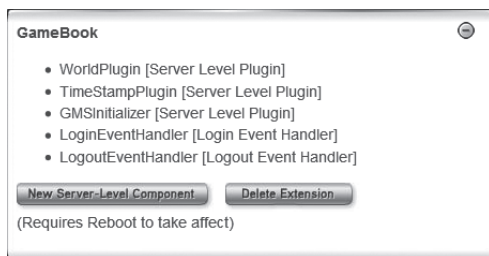 GameBook
WorldPlugin [Server Level Plugin]
TimeStampPlugin [Server Level Plugin]
GMSInitializer [Server Level Plugin]
LoginEventHandler [Login Event Handler]
LogoutEventHandler [Logout Event Handler]
New Server-Level Component Delete Extension
(Requires Reboot to take affect)